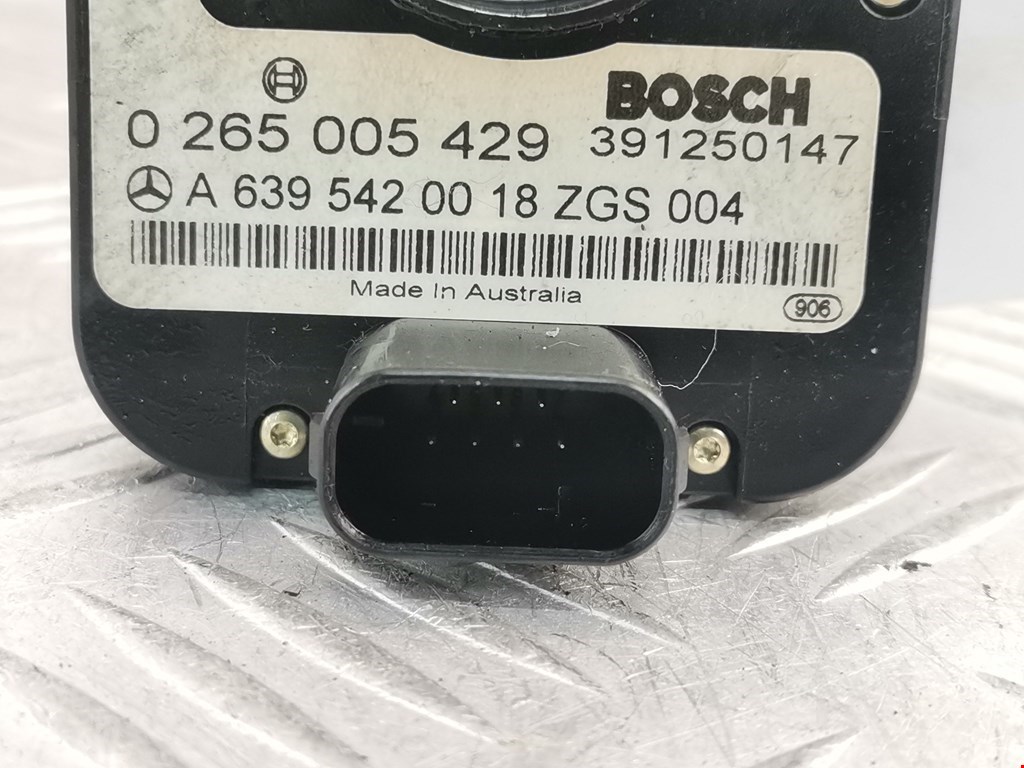 BOSCH
0 265 005 429 391250147
A 639 542 00 18 ZGS 004
Made In Australia
906